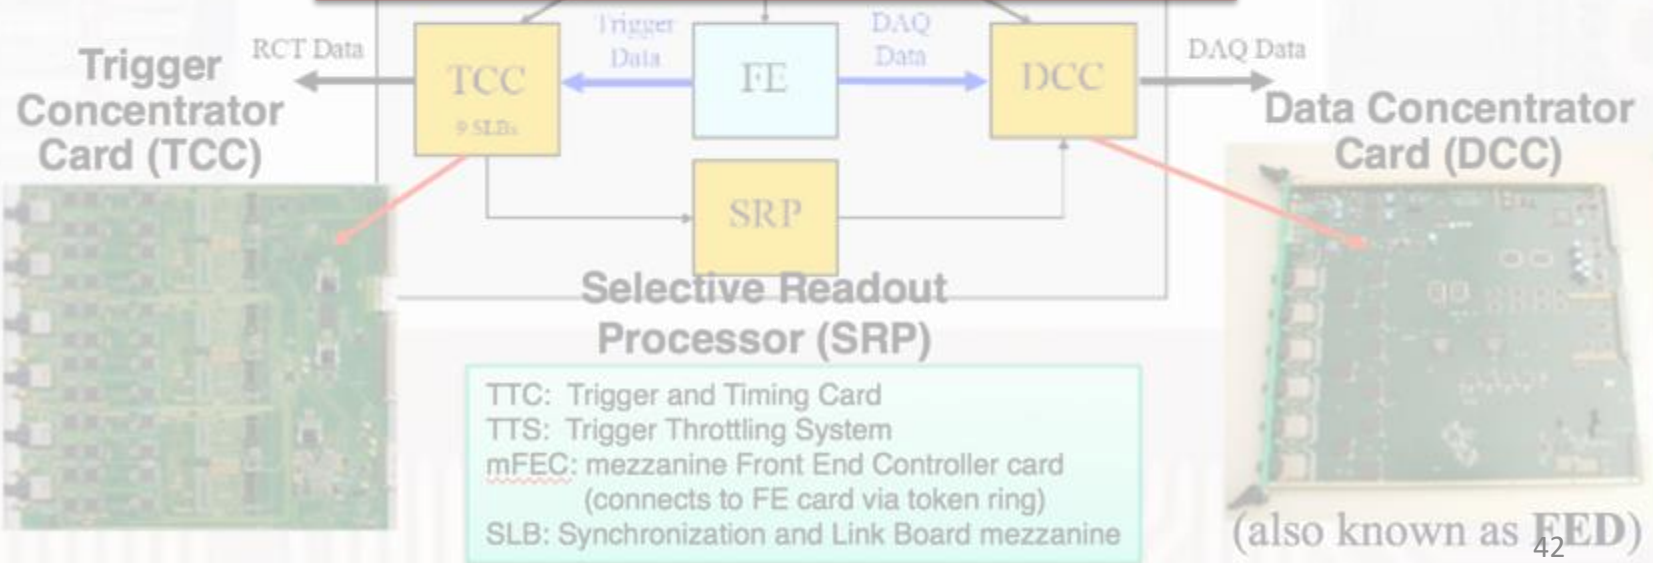 RCT Data
Trigger
Concentrator
Card (TCC)
TCC
9 SLBs
Trigger
Data
FE
DAQ
Data
DCC
DAQ Data
Data Concentrator
Card (DCC)
SRP
Selective Readout
Processor (SRP)
TTC: Trigger and Timing Card
TTS: Trigger Throttling System
mFEC: mezzanine Front End Controller card
(connects to FE card via token ring)
SLB: Synchronization and Link Board mezzanine
(also known as FED)
42